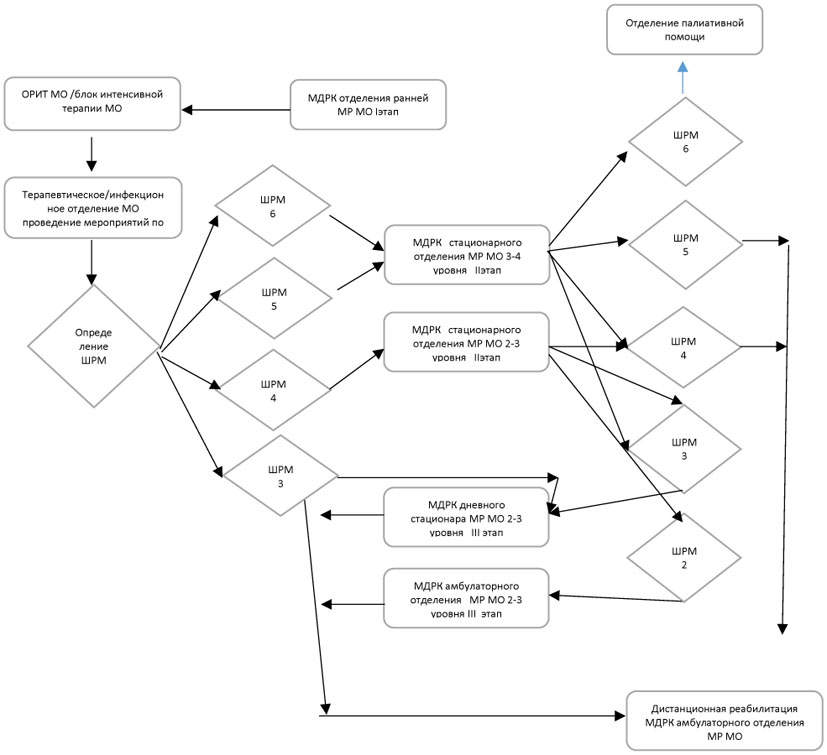 Отделение палиативной
помощи
ОРИТ МО /блок интенсивной
терапии МО
МДРК отделения ранней
МР МО Iэтап
ШРМ
6
Терапевтическое/инфекцион
ное отделение МО
проведение мероприятий по
ШРМ
6
МДРК стационарного
отделения МР МО 3-4
уровня IIэтап
ШРМ
5
ШРМ
5
Опреде
ление
ШРМ
МДРК стационарного
отделения МР МО 2-3
уровня IIэтап
ШРМ
4
ШРМ
4
ШРМ
3
ШРМ
3
МДРК дневного
стационара МР МО 2-3
уровня III этап
ШРМ
2
МДРК амбулаторного
отделения МР МО 2-3
уровня III этап
Дистанционная реабилитация
МДРК амбулаторного отделения
МР МО